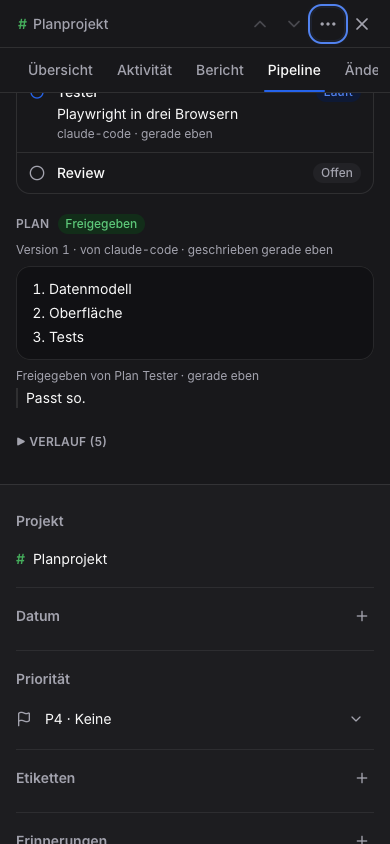 # Planprojekt
Übersicht Aktivität Bericht Pipeline Ände
Tester Läuft
Playwright in drei Browsern
claude-code · gerade eben
Review Offen
PLAN Freigegeben
Version 1 · von claude-code · geschrieben gerade eben
1. Datenmodell
2. Oberfläche
3. Tests
Freigegeben von Plan Tester · gerade eben
Passt so.
VERLAUF (5)
Projekt
# Planprojekt
Datum
Priorität
P4 · Keine
Etiketten
Erinnerungen